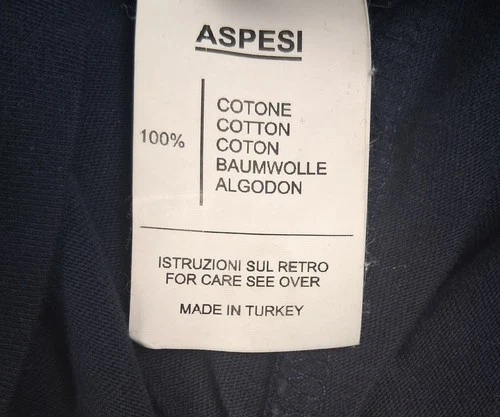 ASPESI
100%
COTONE
COTTON
COTON
BAUMWOLLE
ALGODON
ISTRUZIONI SUL RETRO
FOR CARE SEE OVER
MADE IN TURKEY